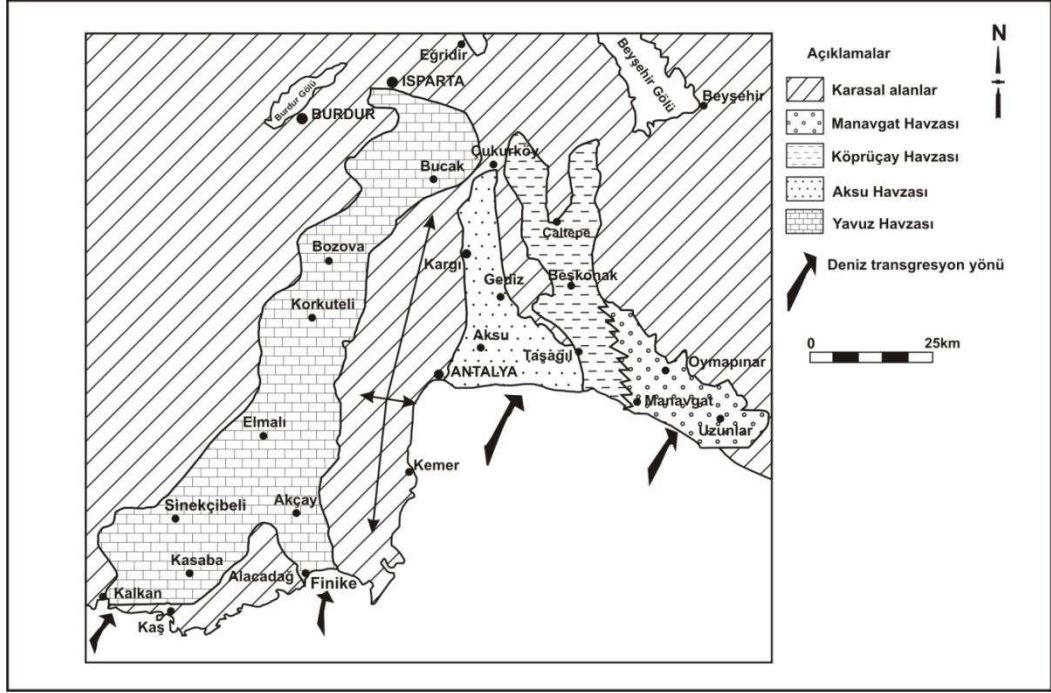 N
Açıklamalar
Karasal alanlar
Manavgat Havzası
Köprüçay Havzası
Aksu Havzası
Yavuz Havzası
Deniz transgresyon yönü
0
25km
Eğridir
ISPARTA
Burdur Gölü
BURDUR
Beyşehir Gölü
Beyşehir
Çukurköy
Bucak
Çaltepe
Bozova
Kargı
Gediz
Beşkonak
Korkuteli
Aksu
Taşağıl
Oymapınar
ANTALYA
Manavgat
Uzunlar
Elmalı
Kemer
Sinekçibeli
Akçay
Kasaba
Alacadağ
Finike
Kalkan
Kaş